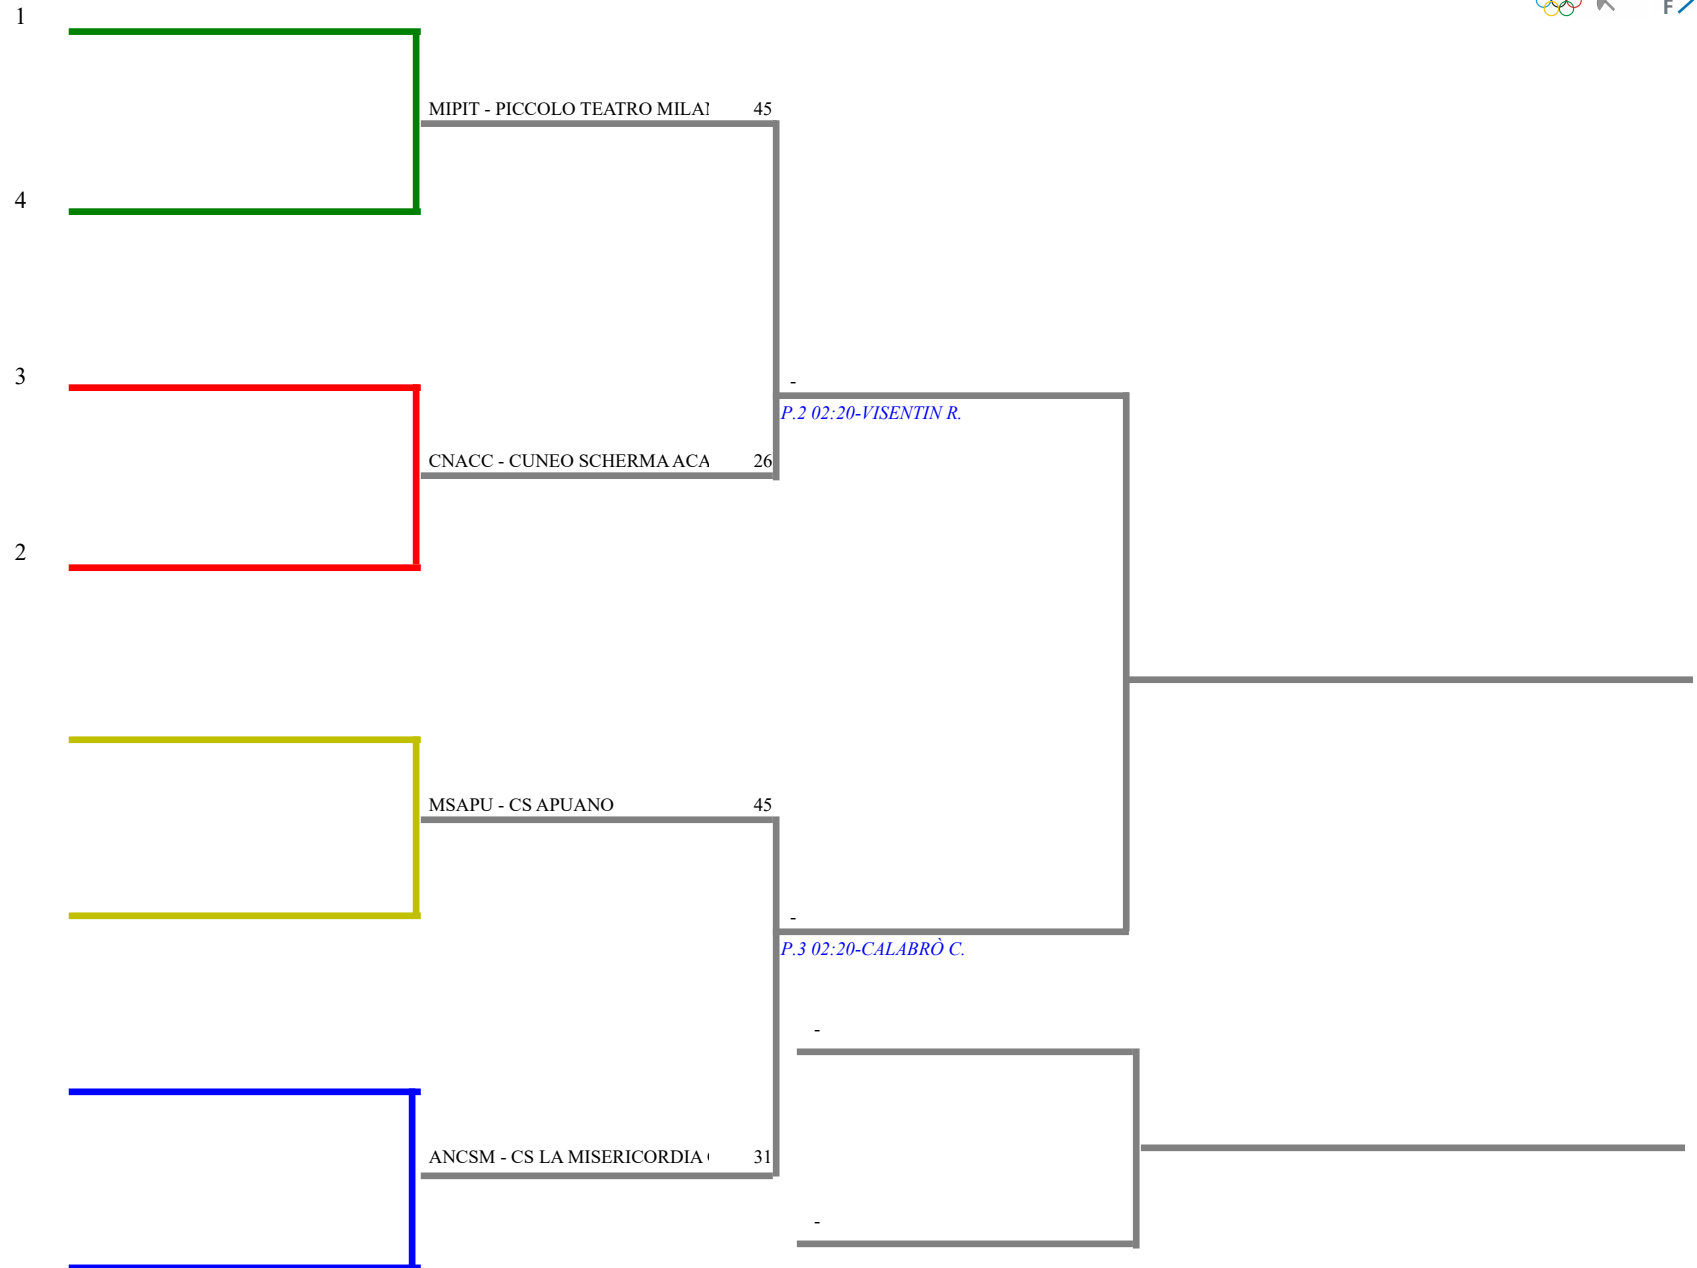 1
F
MIPIT - PICCOLO TEATRO MILAN 45
4
3
-
P.2 02:20-VISENTIN R.
CNACC - CUNEO SCHERMA ACA 26
2
MSAPU - CS APUANO 45
-
P.3 02:20-CALABRÒ C.
-
ANCSM - CS LA MISERICORDIA 31
-